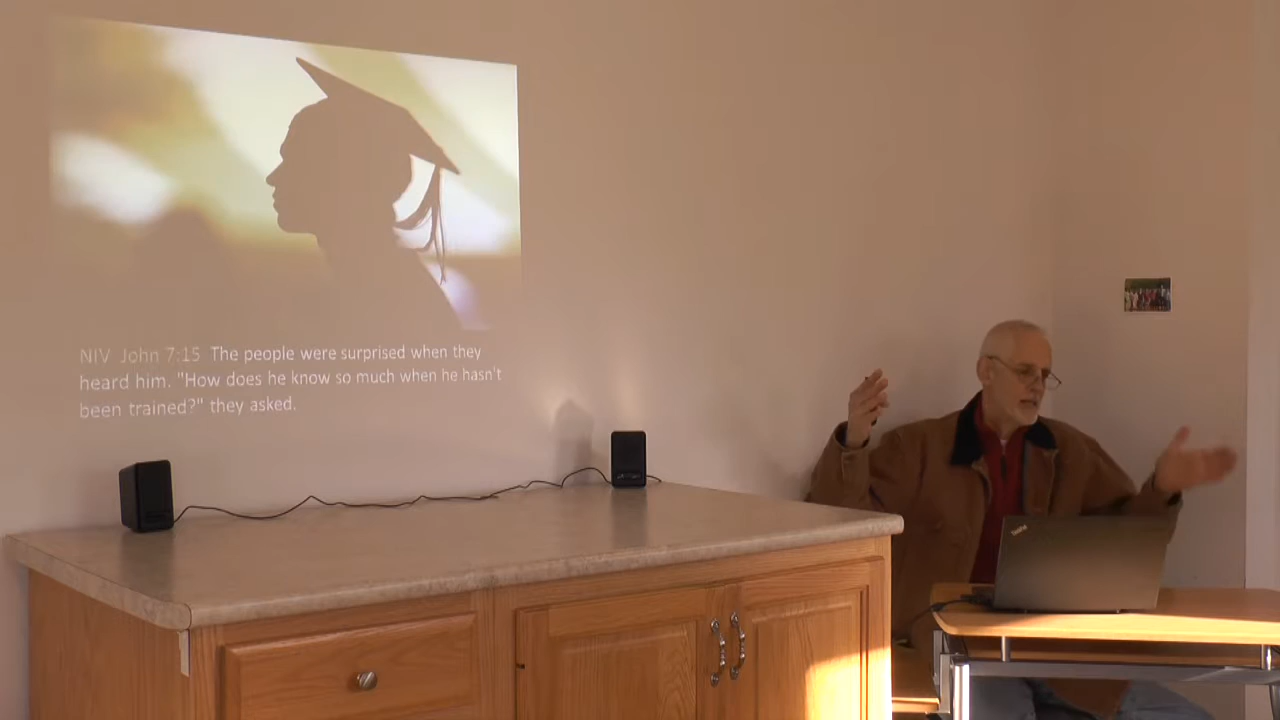 NIV John 7:15 The people were surprised when they
heard him. "How does he know so much when he hasn't
been trained?" they asked.
ThinkPad